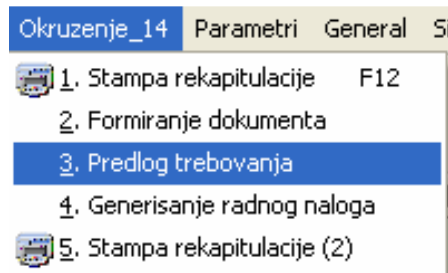 Okruzenje_14 Parametri General
1. Stampa rekapitulacije F12
2. Formiranje dokumenta
3. Predlog trebovanja
4. Generisanje radnog naloga
5. Stampa rekapitulacije (2)